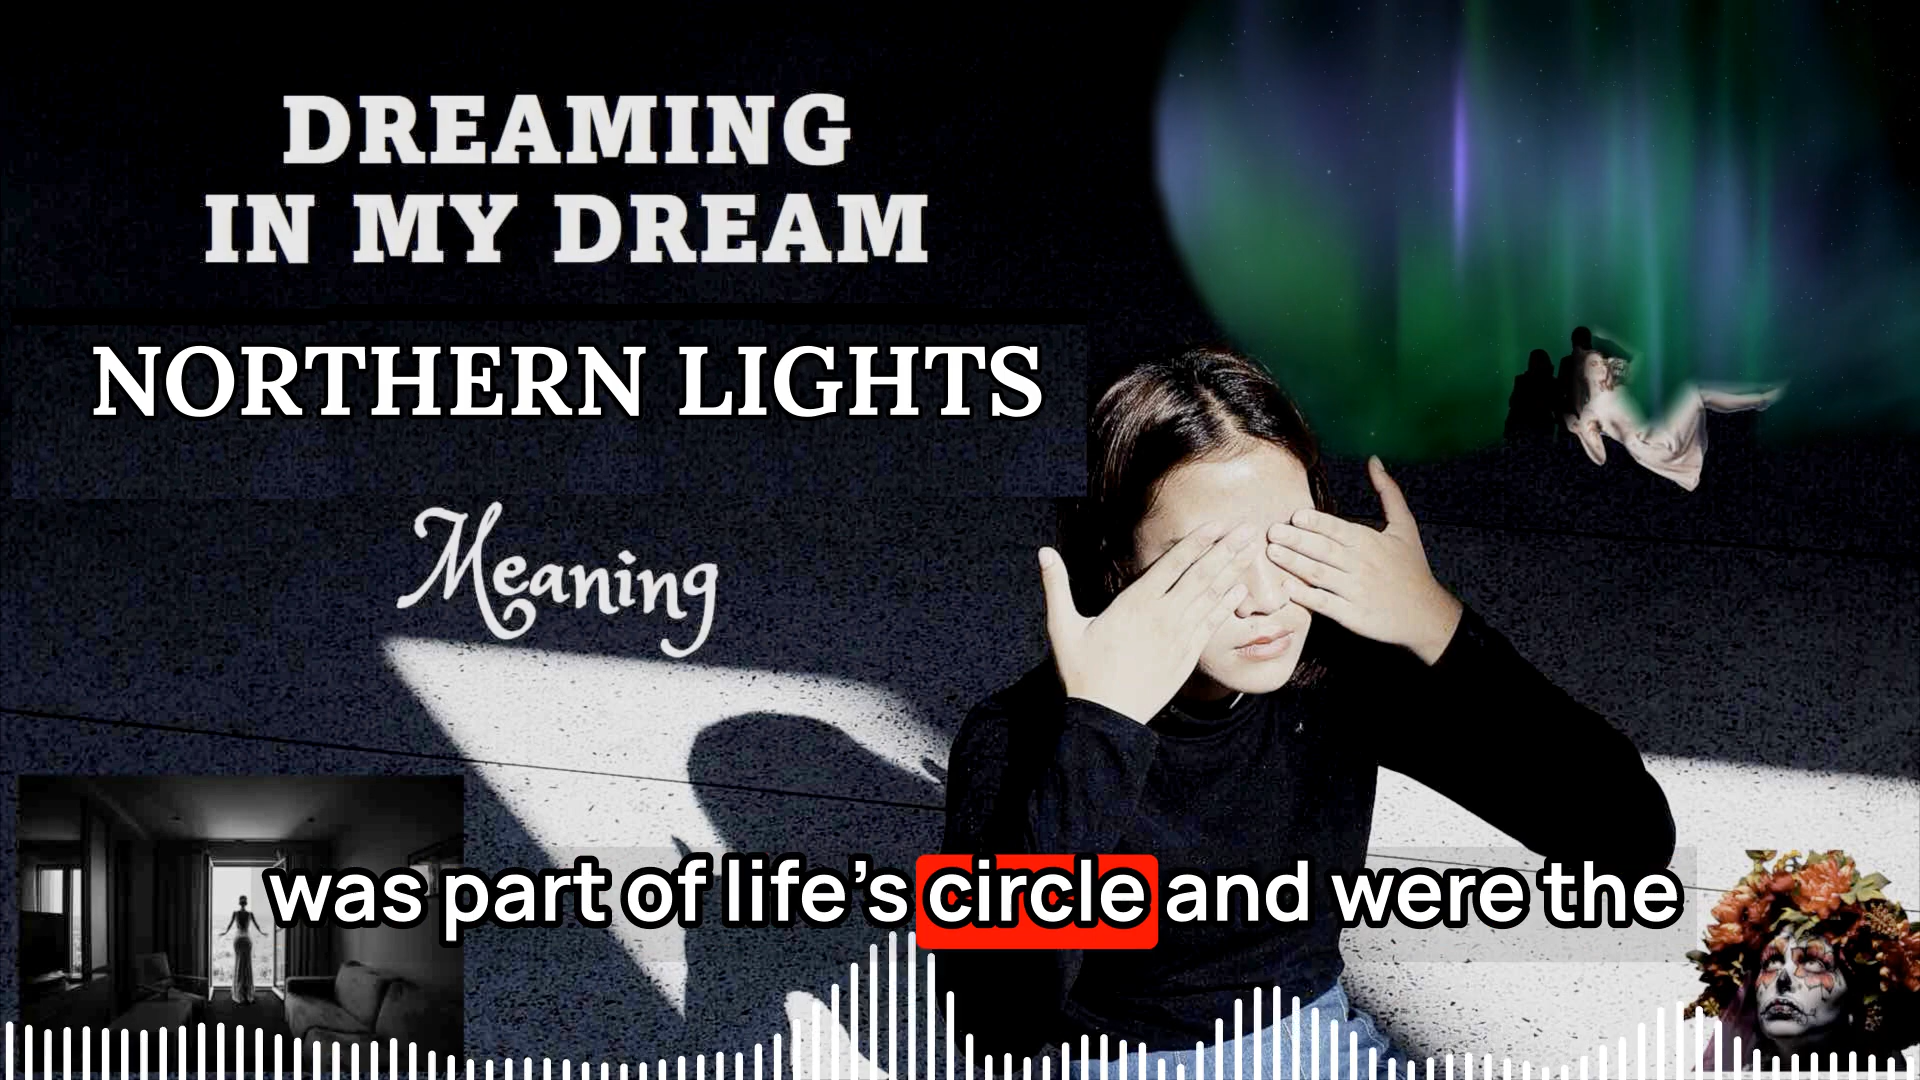 DREAMING
IN MY DREAM
NORTHERN LIGHTS
Meaning
was part of life's circle and were the